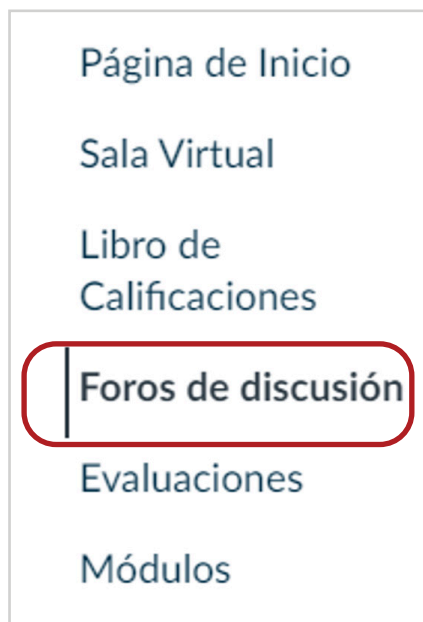 Página de Inicio
Sala Virtual
Libro de
Calificaciones
Foros de discusión
Evaluaciones
Módulos